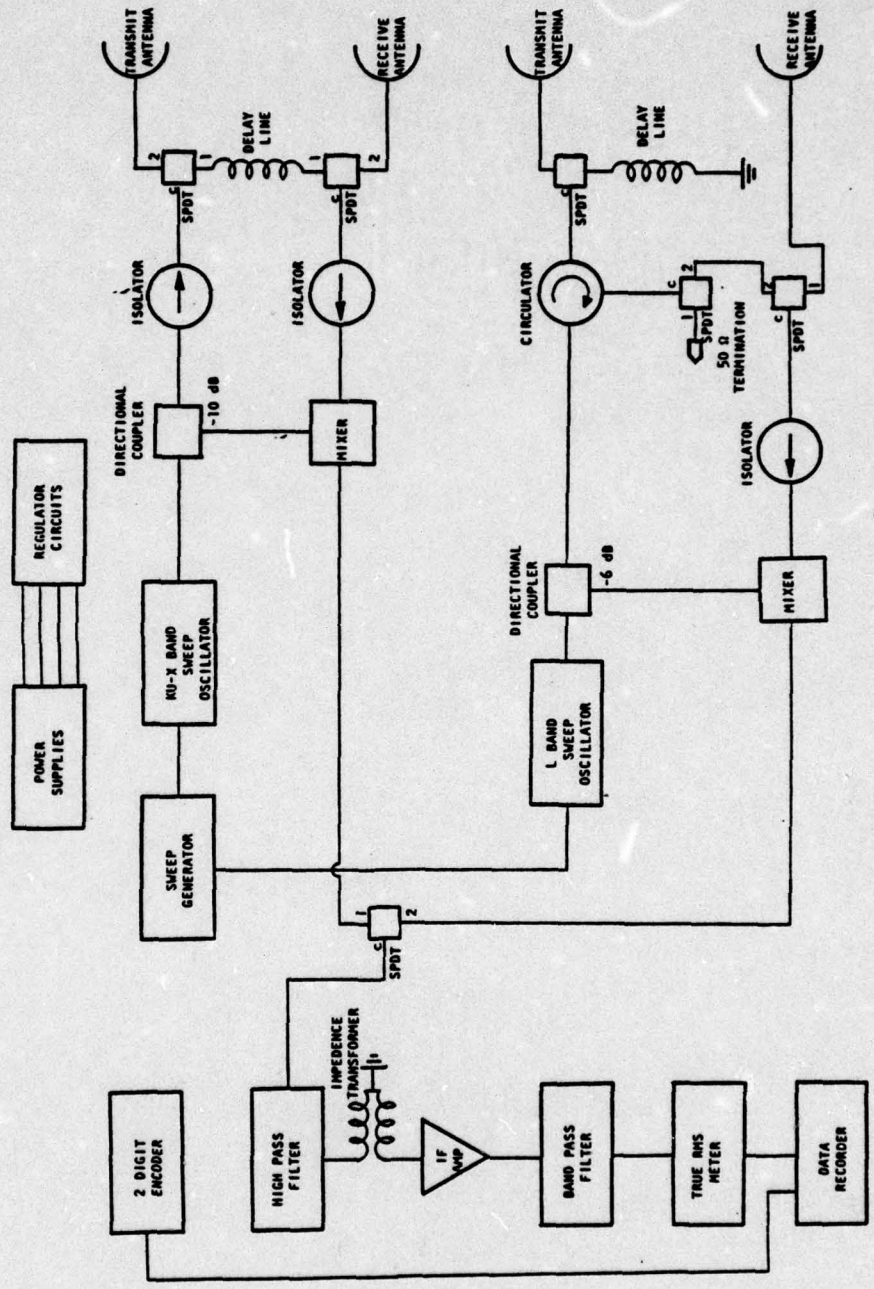 POWER
SUPPLIES
REGULATOR
CIRCUITS
SWEEP
GENERATOR
KU-X BAND
SWEEP
OSCILLATOR
DIRECTIONAL
COUPLER
-10 dB
ISOLATOR
C
SPDT
2
1
TRANSMIT
ANTENNA
DELAY
LINE
MIXER
ISOLATOR
C
SPDT
1
2
RECEIVE
ANTENNA
2 DIGIT
ENCODER
HIGH PASS
FILTER
IMPEDENCE
TRANSFORMER
C
SPDT
1
2
IF
AMP
BAND PASS
FILTER
TRUE RMS
METER
DATA
RECORDER
L BAND
SWEEP
OSCILLATOR
DIRECTIONAL
COUPLER
-6 dB
CIRCULATOR
C
TRANSMIT
ANTENNA
DELAY
LINE
C
1
2
SPDT
50 Ω
TERMINATION
MIXER
ISOLATOR
C
SPDT
2
1
RECEIVE
ANTENNA